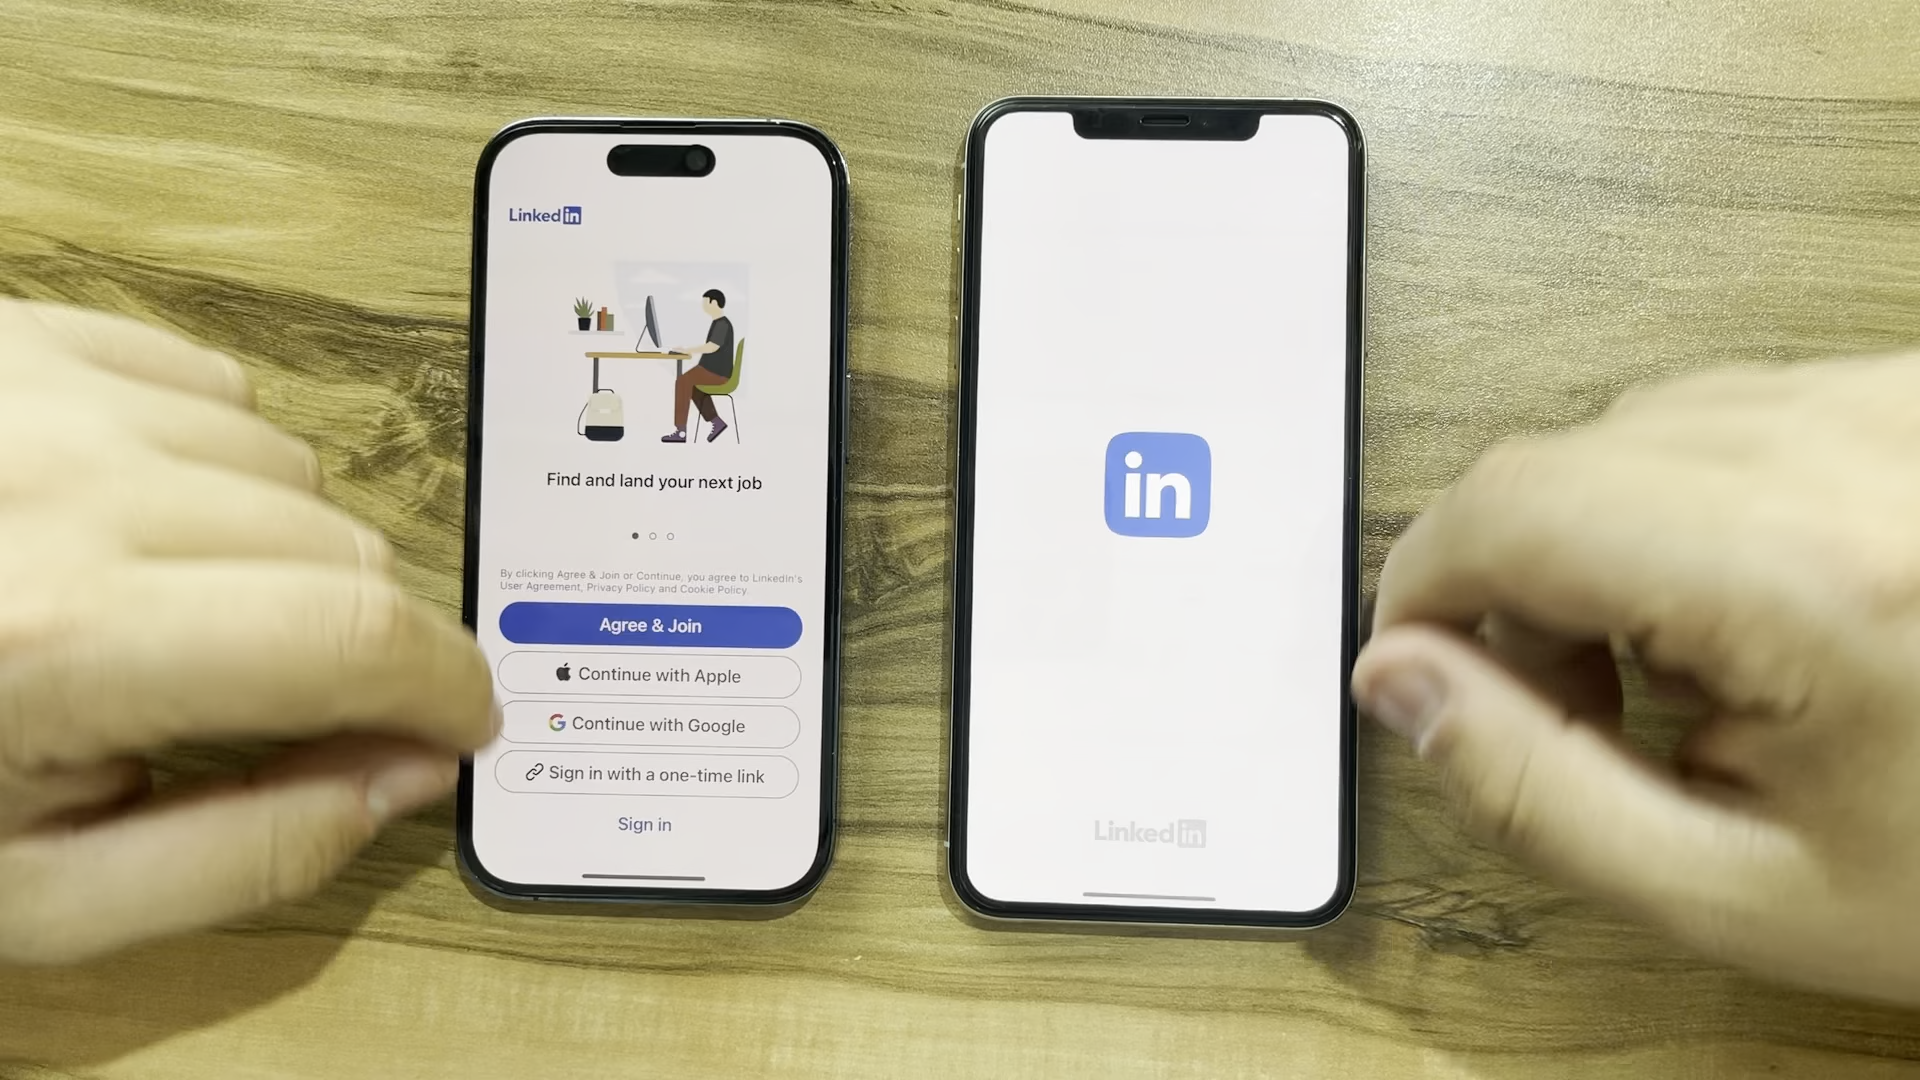 Linkedin
Find and land your next job
By clicking Agree & Join or Continue, you agree to LinkedIn's
User Agreement, Privacy Policy and Cookie Policy.
Agree & Join
Continue with Apple
G Continue with Google
Sign in with a one-time link
Sign in
in
Linkedin